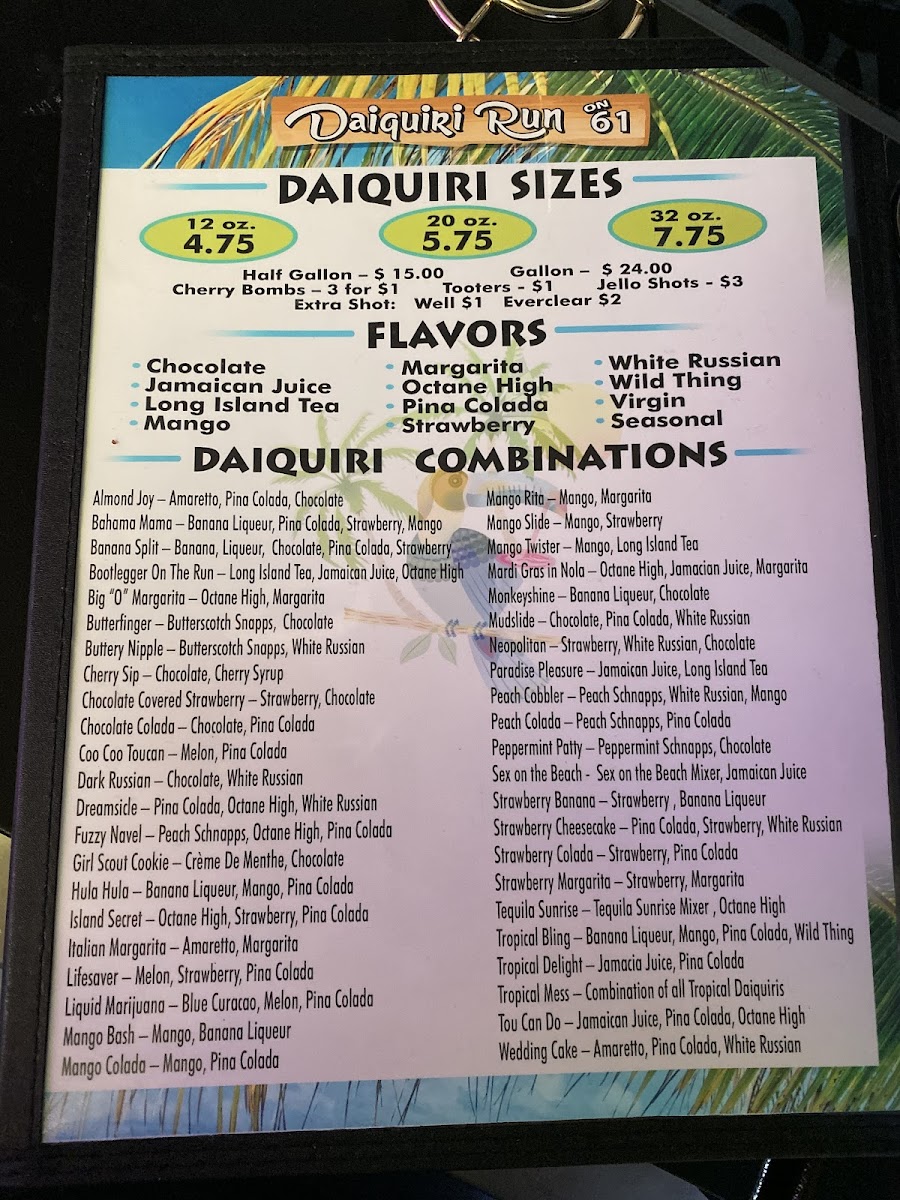 Daiquiri Run ON 61
DAIQUIRI SIZES
12 oz. 4.75
20 oz. 5.75
32 oz. 7.75
Half Gallon – $ 15.00 Gallon – $ 24.00
Cherry Bombs – 3 for $1 Tooters - $1 Jello Shots - $3
Extra Shot: Well $1 Everclear $2
FLAVORS
• Chocolate
• Jamaican Juice
• Long Island Tea
• Mango
• Margarita
• Octane High
• Pina Colada
• Strawberry
• White Russian
• Wild Thing
• Virgin
• Seasonal
DAIQUIRI COMBINATIONS
Almond Joy – Amaretto, Pina Colada, Chocolate
Bahama Mama – Banana Liqueur, Pina Colada, Strawberry, Mango
Banana Split – Banana, Liqueur, Chocolate, Pina Colada, Strawberry
Bootlegger On The Run – Long Island Tea, Jamaican Juice, Octane High
Big “O” Margarita – Octane High, Margarita
Butterfinger – Butterscotch Snapps, Chocolate
Buttery Nipple – Butterscotch Snapps, White Russian
Cherry Sip – Chocolate, Cherry Syrup
Chocolate Covered Strawberry – Strawberry, Chocolate
Chocolate Colada – Chocolate, Pina Colada
Coo Coo Toucan – Melon, Pina Colada
Dark Russian – Chocolate, White Russian
Dreamsicle – Pina Colada, Octane High, White Russian
Fuzzy Navel – Peach Schnapps, Octane High, Pina Colada
Girl Scout Cookie – Crème De Menthe, Chocolate
Hula Hula – Banana Liqueur, Mango, Pina Colada
Island Secret – Octane High, Strawberry, Pina Colada
Italian Margarita – Amaretto, Margarita
Lifesaver – Melon, Strawberry, Pina Colada
Liquid Marijuana – Blue Curacao, Melon, Pina Colada
Mango Bash – Mango, Banana Liqueur
Mango Colada – Mango, Pina Colada
Mango Rita – Mango, Margarita
Mango Slide – Mango, Strawberry
Mango Twister – Mango, Long Island Tea
Mardi Gras in Nola – Octane High, Jamacian Juice, Margarita
Monkeyshine – Banana Liqueur, Chocolate
Mudslide – Chocolate, Pina Colada, White Russian
Neopolitan – Strawberry, White Russian, Chocolate
Paradise Pleasure – Jamaican Juice, Long Island Tea
Peach Cobbler – Peach Schnapps, White Russian, Mango
Peach Colada – Peach Schnapps, Pina Colada
Peppermint Patty – Peppermint Schnapps, Chocolate
Sex on the Beach - Sex on the Beach Mixer, Jamaican Juice
Strawberry Banana – Strawberry , Banana Liqueur
Strawberry Cheesecake – Pina Colada, Strawberry, White Russian
Strawberry Colada – Strawberry, Pina Colada
Strawberry Margarita – Strawberry, Margarita
Tequila Sunrise – Tequila Sunrise Mixer , Octane High
Tropical Bling – Banana Liqueur, Mango, Pina Colada, Wild Thing
Tropical Delight – Jamacia Juice, Pina Colada
Tropical Mess – Combination of all Tropical Daiquiris
Tou Can Do – Jamaican Juice, Pina Colada, Octane High
Wedding Cake – Amaretto, Pina Colada, White Russian